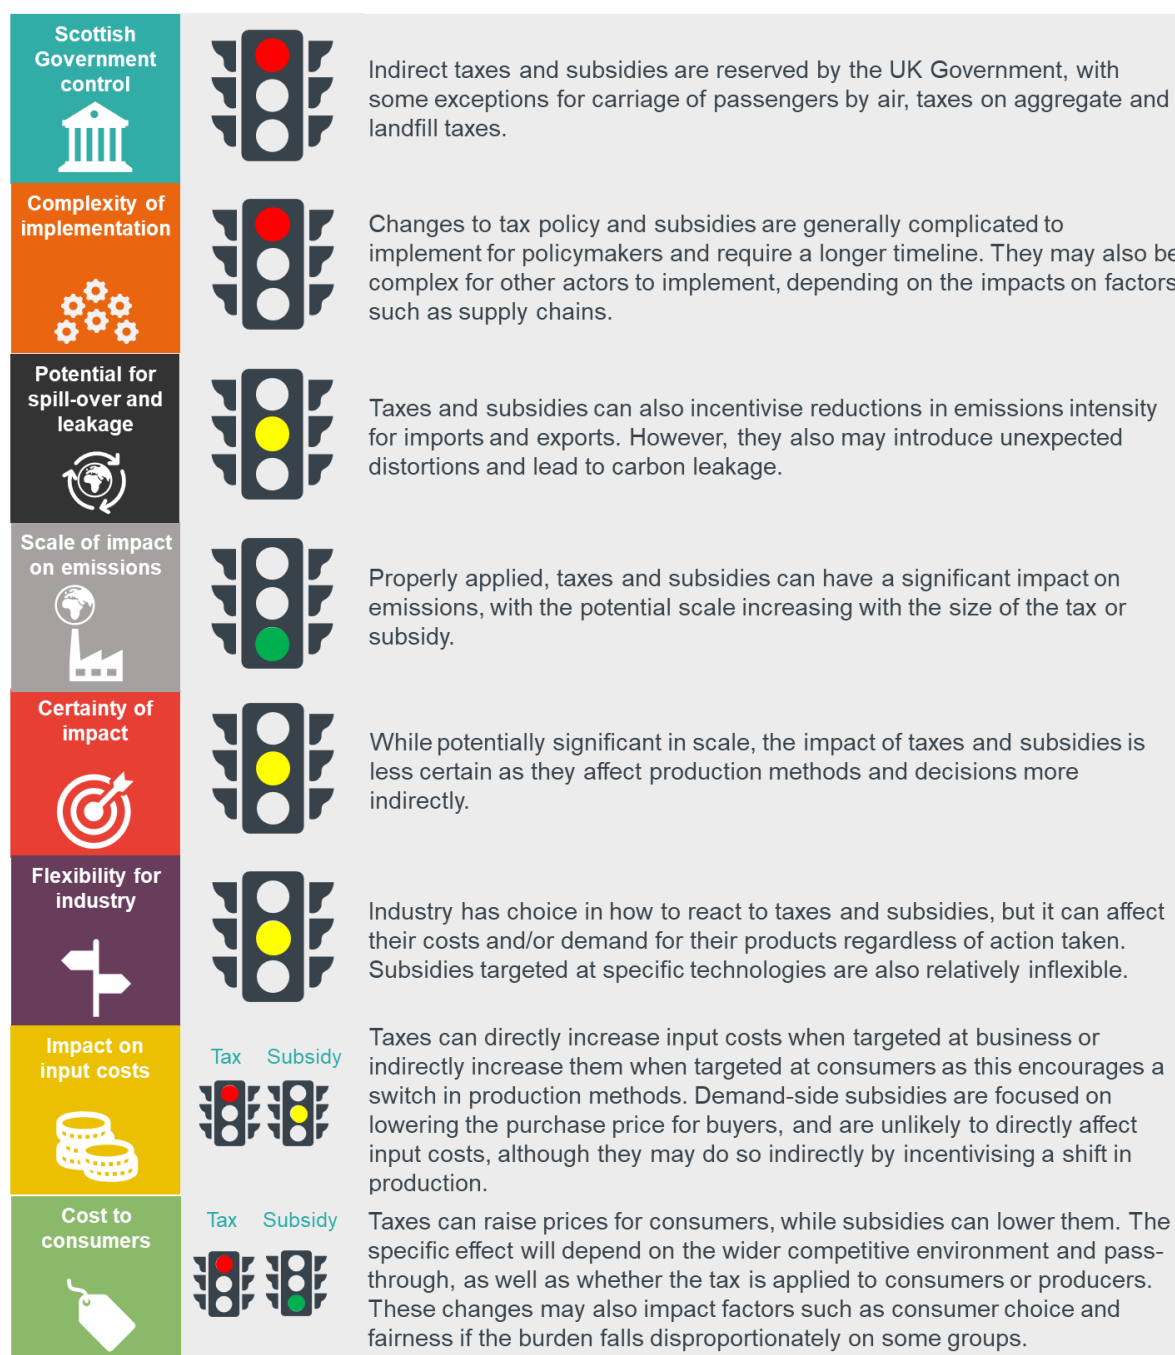 Scottish
Government
control
Indirect taxes and subsidies are reserved by the UK Government, with
some exceptions for carriage of passengers by air, taxes on aggregate and
landfill taxes.
Complexity of
implementation
Changes to tax policy and subsidies are generally complicated to
implement for policymakers and require a longer timeline. They may also be
complex for other actors to implement, depending on the impacts on factors
such as supply chains.
Potential for
spill-over and
leakage
Taxes and subsidies can also incentivise reductions in emissions intensity
for imports and exports. However, they also may introduce unexpected
distortions and lead to carbon leakage.
Scale of impact
on emissions
Properly applied, taxes and subsidies can have a significant impact on
emissions, with the potential scale increasing with the size of the tax or
subsidy.
Certainty of
impact
While potentially significant in scale, the impact of taxes and subsidies is
less certain as they affect production methods and decisions more
indirectly.
Flexibility for
industry
Industry has choice in how to react to taxes and subsidies, but it can affect
their costs and/or demand for their products regardless of action taken.
Subsidies targeted at specific technologies are also relatively inflexible.
Impact on
input costs
Tax Subsidy
Taxes can directly increase input costs when targeted at business or
indirectly increase them when targeted at consumers as this encourages a
switch in production methods. Demand-side subsidies are focused on
lowering the purchase price for buyers, and are unlikely to directly affect
input costs, although they may do so indirectly by incentivising a shift in
production.
Cost to
consumers
Tax Subsidy
Taxes can raise prices for consumers, while subsidies can lower them. The
specific effect will depend on the wider competitive environment and pass-
through, as well as whether the tax is applied to consumers or producers.
These changes may also impact factors such as consumer choice and
fairness if the burden falls disproportionately on some groups.